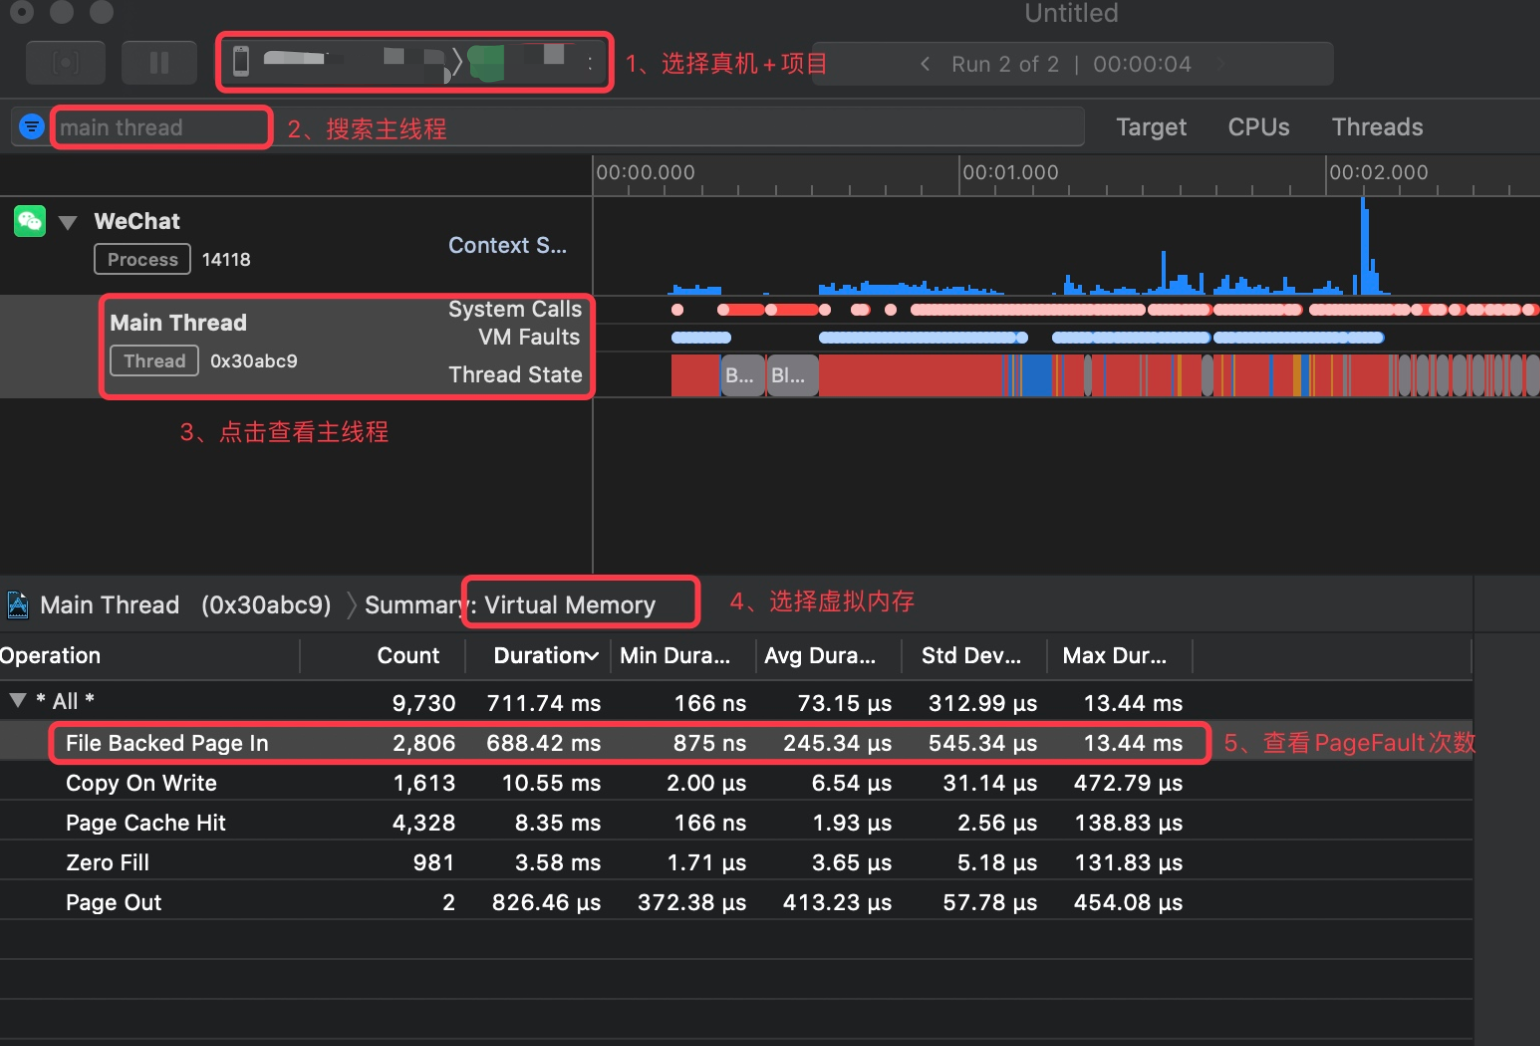 Untitled
1、选择真机+项目
Run 2 of 2 | 00:00:04
main thread
2、搜索主线程
Target CPUs Threads
00:00.000 00:01.000 00:02.000
WeChat
Process 14118
Context S...
Main Thread
Thread 0x30abc9
System Calls
VM Faults
Thread State
B... Bl...
3、点击查看主线程
Main Thread (0x30abc9) Summary: Virtual Memory
4、选择虚拟内存
Operation Count Duration Min Dura... Avg Dura... Std Dev... Max Dur...
* All * 9,730 711.74 ms 166 ns 73.15 µs 312.99 µs 13.44 ms
File Backed Page In 2,806 688.42 ms 875 ns 245.34 µs 545.34 µs 13.44 ms
5、查看PageFault次数
Copy On Write 1,613 10.55 ms 2.00 µs 6.54 µs 31.14 µs 472.79 µs
Page Cache Hit 4,328 8.35 ms 166 ns 1.93 µs 2.56 µs 138.83 µs
Zero Fill 981 3.58 ms 1.71 µs 3.65 µs 5.18 µs 131.83 µs
Page Out 2 826.46 µs 372.38 µs 413.23 µs 57.78 µs 454.08 µs